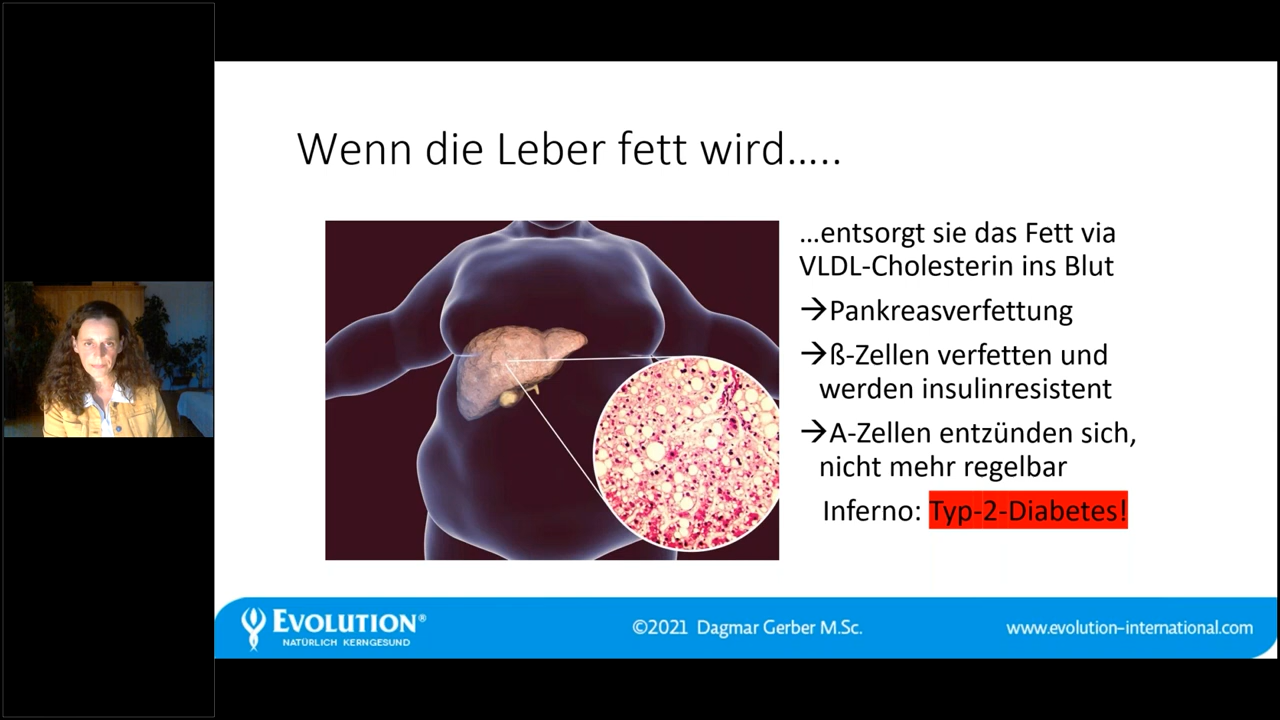 Wenn die Leber fett wird…..
…entsorgt sie das Fett via
VLDL-Cholesterin ins Blut
→Pankreasverfettung
→ß-Zellen verfetten und
werden insulinresistent
→A-Zellen entzünden sich,
nicht mehr regelbar
Inferno: Typ-2-Diabetes!
EVOLUTION®
NATÜRLICH KERNGESUND
©2021 Dagmar Gerber M.Sc.
www.evolution-international.com